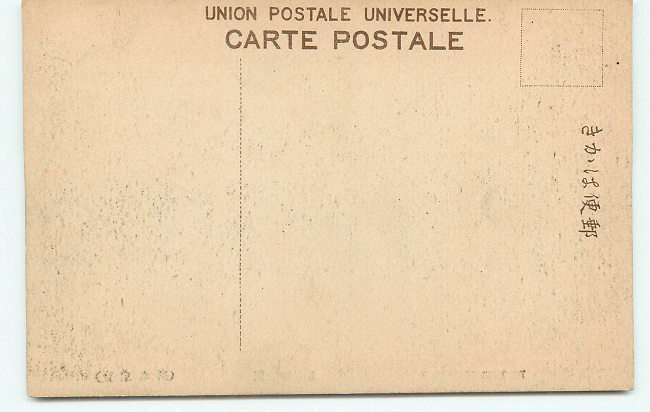 UNION POSTALE UNIVERSELLE.
CARTE POSTALE
きかは便郵